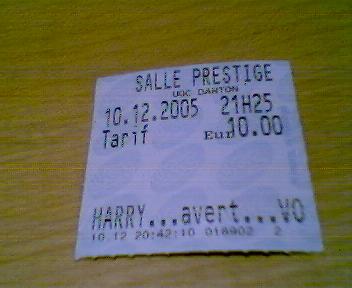 SALLE PRESTIGE
UGC DANTON
10.12.2005 21H25
Tarif Eur10.00
HARRY...avert...VO
10.12 20:42:10 018902 2